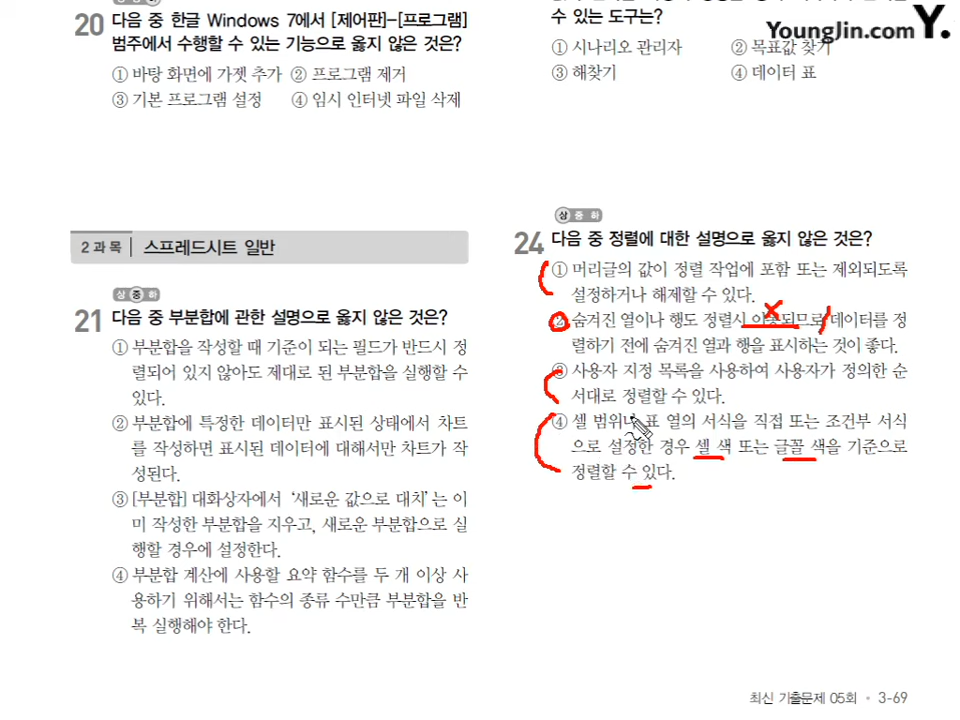 20 다음 중 한글 Windows 7에서 [제어판]-[프로그램]
범주에서 수행할 수 있는 기능으로 옳지 않은 것은?
① 바탕 화면에 가젯 추가 ② 프로그램 제거
③ 기본 프로그램 설정 ④ 임시 인터넷 파일 삭제
2과목 스프레드시트 일반
상 중 하
21 다음 중 부분합에 관한 설명으로 옳지 않은 것은?
① 부분합을 작성할 때 기준이 되는 필드가 반드시 정
렬되어 있지 않아도 제대로 된 부분합을 실행할 수
있다.
② 부분합에 특정한 데이터만 표시된 상태에서 차트
를 작성하면 표시된 데이터에 대해서만 차트가 작
성된다.
③ [부분합] 대화상자에서 ‘새로운 값으로 대치’는 이
미 작성한 부분합을 지우고, 새로운 부분합으로 실
행할 경우에 설정한다.
④ 부분합 계산에 사용할 요약 함수를 두 개 이상 사
용하기 위해서는 함수의 종류 수만큼 부분합을 반
복 실행해야 한다.
수 있는 도구는?
YoungJin.com Y.
① 시나리오 관리자 ② 목표값 찾기
③ 해찾기 ④ 데이터 표
상 중 하
24 다음 중 정렬에 대한 설명으로 옳지 않은 것은?
① 머리글의 값이 정렬 작업에 포함 또는 제외되도록
설정하거나 해제할 수 있다.
② 숨겨진 열이나 행도 정렬시 이동되므로 데이터를 정
렬하기 전에 숨겨진 열과 행을 표시하는 것이 좋다.
③ 사용자 지정 목록을 사용하여 사용자가 정의한 순
서대로 정렬할 수 있다.
④ 셀 범위나 표 열의 서식을 직접 또는 조건부 서식
으로 설정한 경우 셀 색 또는 글꼴 색을 기준으로
정렬할 수 있다.
최신 기출문제 05회 • 3-69